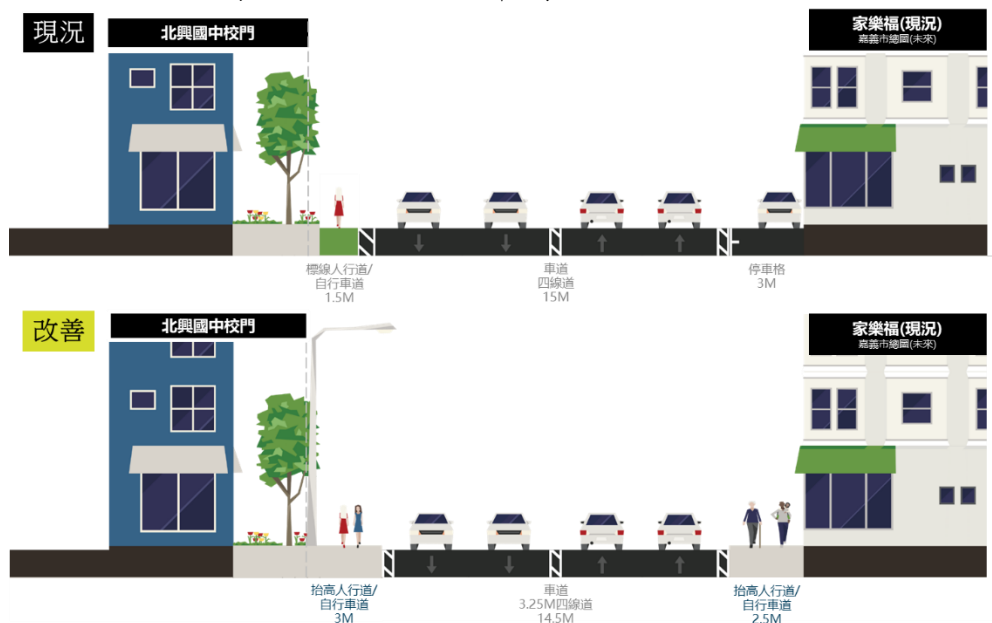 現況
北興國中校門
家樂福(現況)
嘉義市總圖(未來)
標線人行道/
自行車道
1.5M
車道
四線道
15M
停車格
3M
改善
北興國中校門
家樂福(現況)
嘉義市總圖(未來)
抬高人行道/
自行車道
3M
車道
3.25M四線道
14.5M
抬高人行道/
自行車道
2.5M